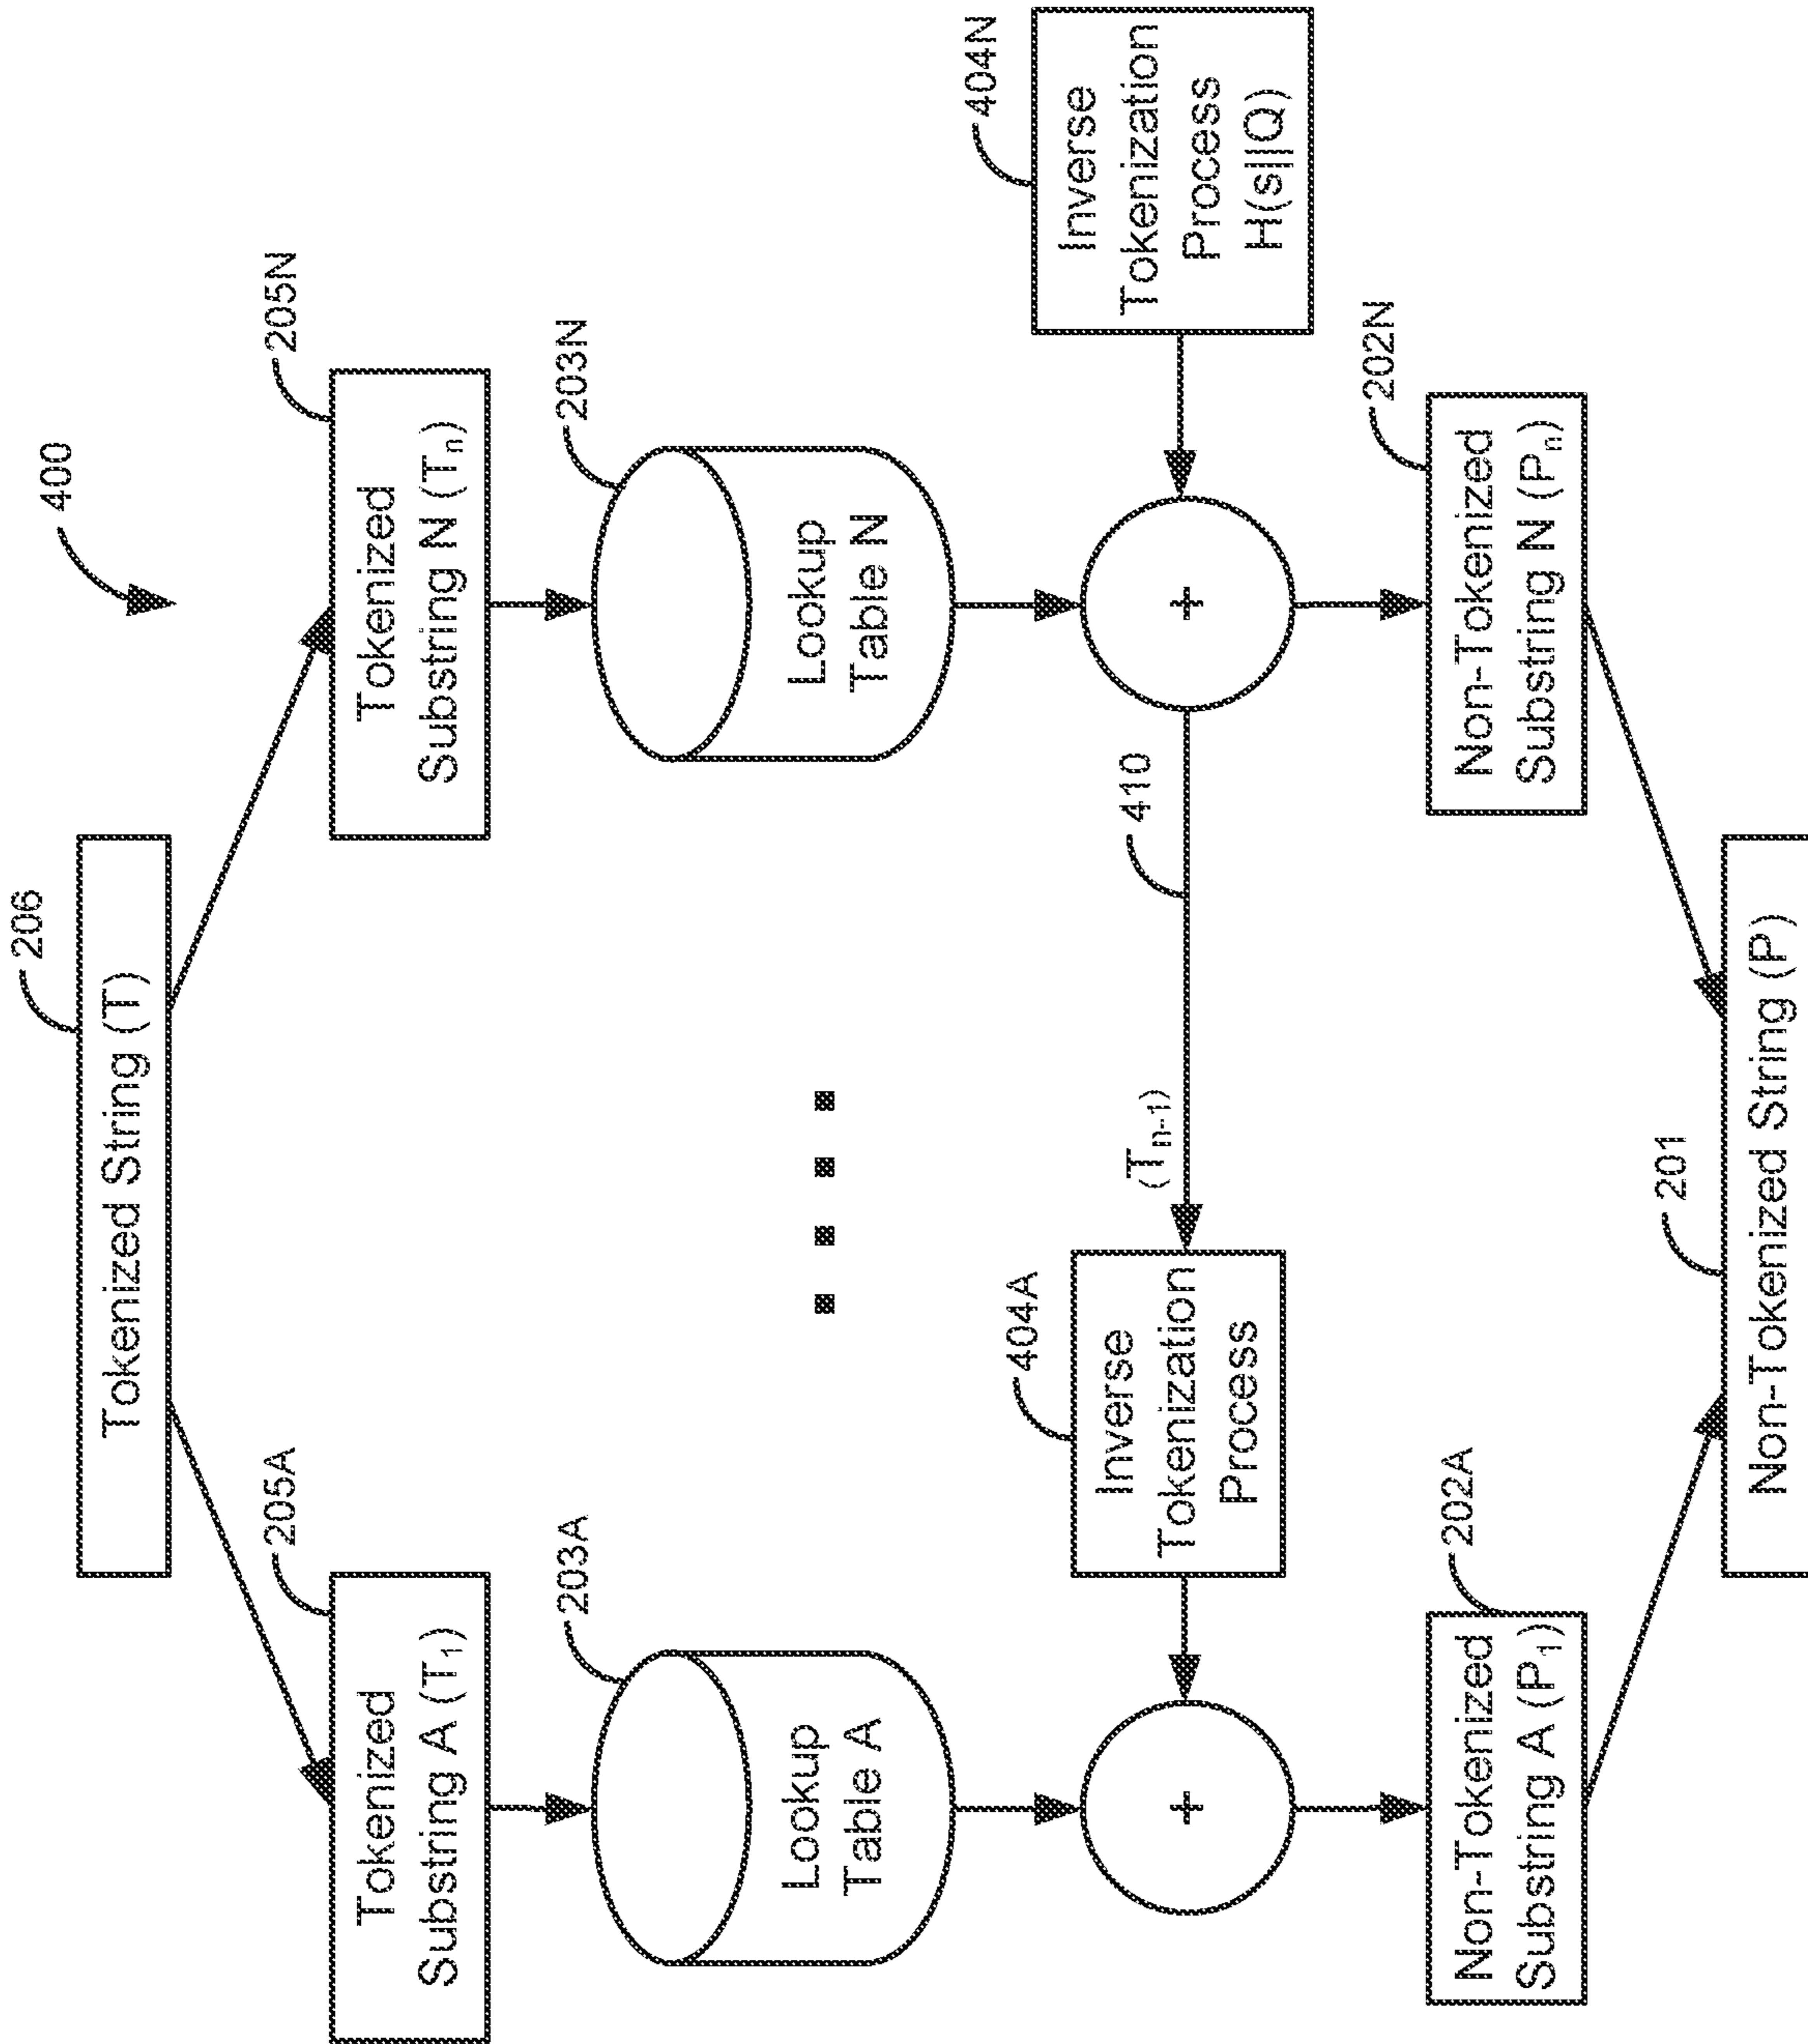 400
206
Tokenized String (T)
205A
205N
Tokenized
Substring A (T₁)
Tokenized
Substring N (Tₙ)
203A
203N
Lookup
Table A
Lookup
Table N
404A
(Tₙ₋₁)
410
404N
Inverse
Tokenization
Process
Inverse
Tokenization
Process
H(s||Q)
+
+
202A
202N
Non-Tokenized
Substring A (P₁)
Non-Tokenized
Substring N (Pₙ)
201
Non-Tokenized String (P)